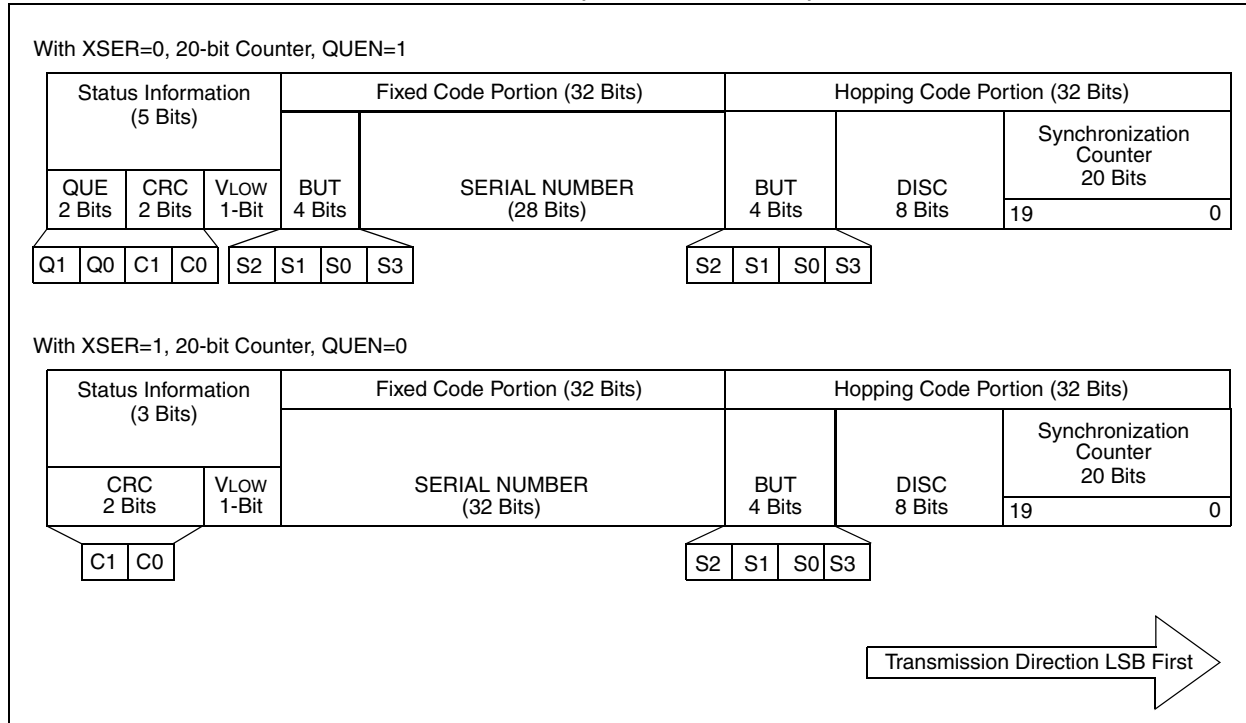 With XSER=0, 20-bit Counter, QUEN=1
Status Information
(5 Bits)
Fixed Code Portion (32 Bits)
Hopping Code Portion (32 Bits)
QUE
2 Bits
CRC
2 Bits
VLOW
1-Bit
BUT
4 Bits
SERIAL NUMBER
(28 Bits)
BUT
4 Bits
DISC
8 Bits
Synchronization
Counter
20 Bits
19 0
Q1 Q0 C1 C0 S2 S1 S0 S3 S2 S1 S0 S3
With XSER=1, 20-bit Counter, QUEN=0
Status Information
(3 Bits)
Fixed Code Portion (32 Bits)
Hopping Code Portion (32 Bits)
CRC
2 Bits
VLOW
1-Bit
SERIAL NUMBER
(32 Bits)
BUT
4 Bits
DISC
8 Bits
Synchronization
Counter
20 Bits
19 0
C1 C0 S2 S1 S0 S3
Transmission Direction LSB First